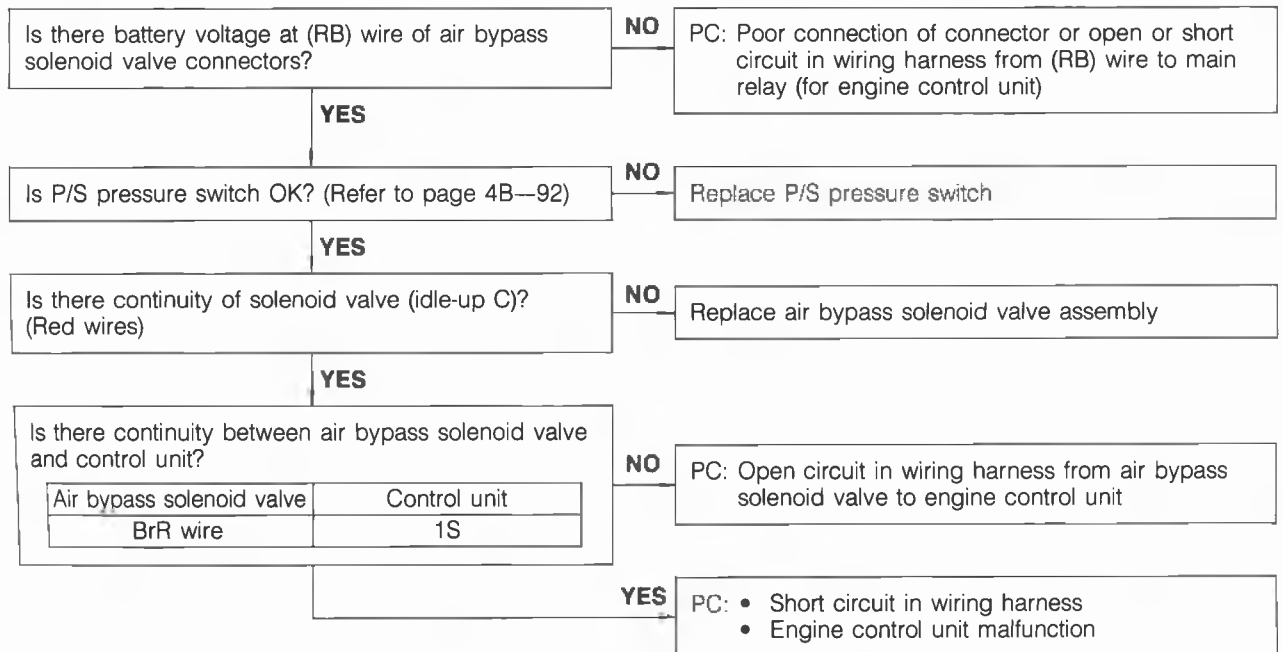 Is there battery voltage at (RB) wire of air bypass
solenoid valve connectors?
NO
PC: Poor connection of connector or open or short
circuit in wiring harness from (RB) wire to main
relay (for engine control unit)
YES
Is P/S pressure switch OK? (Refer to page 4B—92)
NO
Replace P/S pressure switch
YES
Is there continuity of solenoid valve (idle-up C)?
(Red wires)
NO
Replace air bypass solenoid valve assembly
YES
Is there continuity between air bypass solenoid valve
and control unit?
Air bypass solenoid valve Control unit
BrR wire 1S
NO
PC: Open circuit in wiring harness from air bypass
solenoid valve to engine control unit
YES
PC: • Short circuit in wiring harness
• Engine control unit malfunction